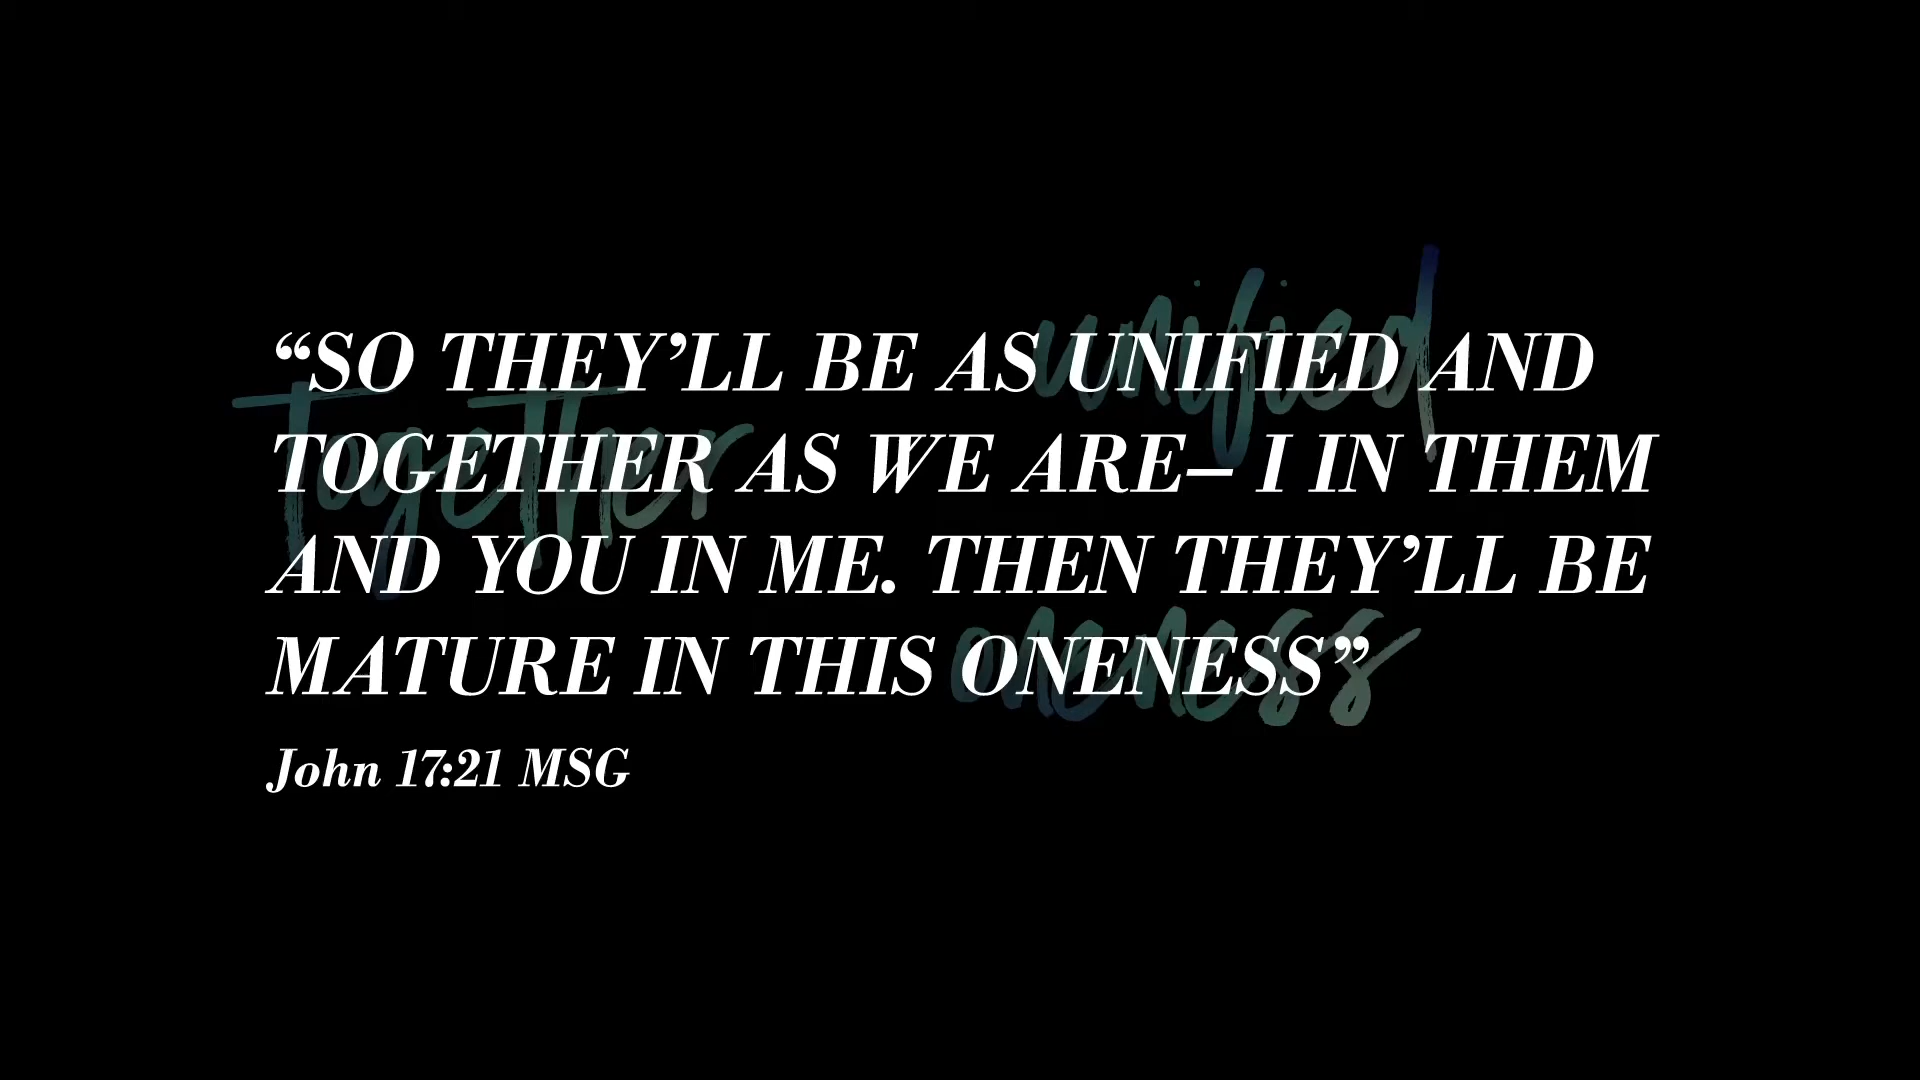 “SO THEY’LL BE AS UNIFIED AND
TOGETHER AS WE ARE– I IN THEM
AND YOU IN ME. THEN THEY’LL BE
MATURE IN THIS ONENESS”
John 17:21 MSG
unified
together
oneness